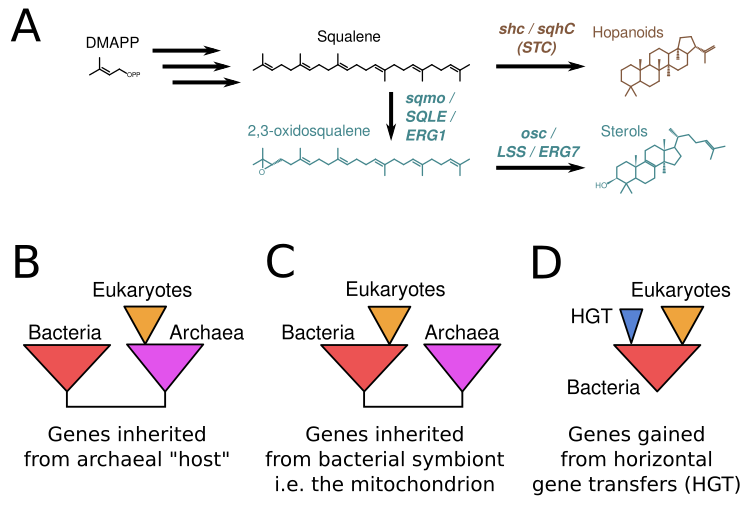 A
DMAPP
OPP
Squalene
shc / sqhC
(STC)
Hopanoids
sqmo /
SQLE /
ERG1
2,3-oxidosqualene
O
osc /
LSS / ERG7
Sterols
HO
B
Eukaryotes
Bacteria
Archaea
Genes inherited
from archaeal "host"
C
Eukaryotes
Bacteria
Archaea
Genes inherited
from bacterial symbiont
i.e. the mitochondrion
D
Eukaryotes
HGT
Bacteria
Genes gained
from horizontal
gene transfers (HGT)